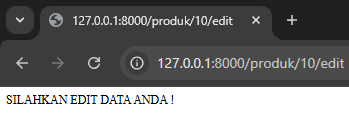 127.0.0.1:8000/produk/10/edit
127.0.0.1:8000/produk/10/edit
SILAHKAN EDIT DATA ANDA !